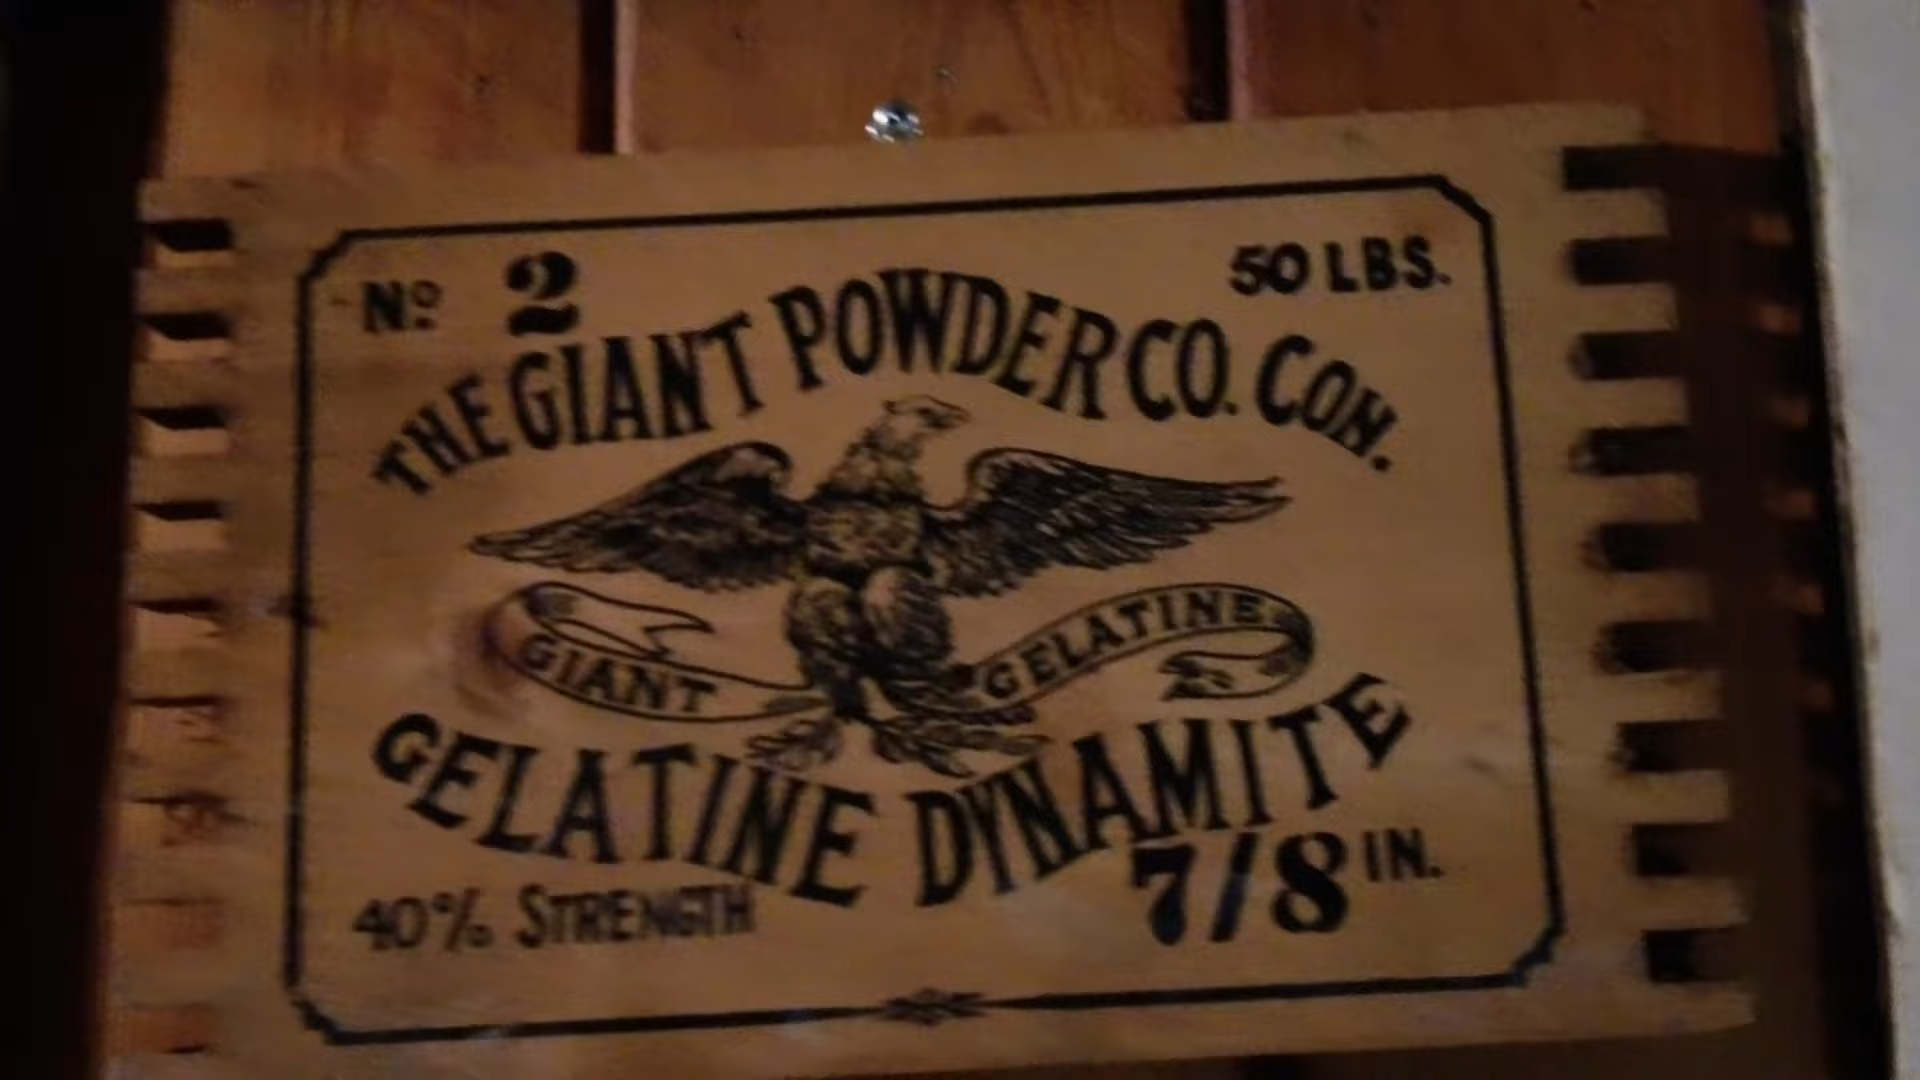 No 2
50 LBS.
THE GIANT POWDER CO. CON.
GIANT GELATINE
GELATINE DYNAMITE
40% STRENGTH
7/8 IN.